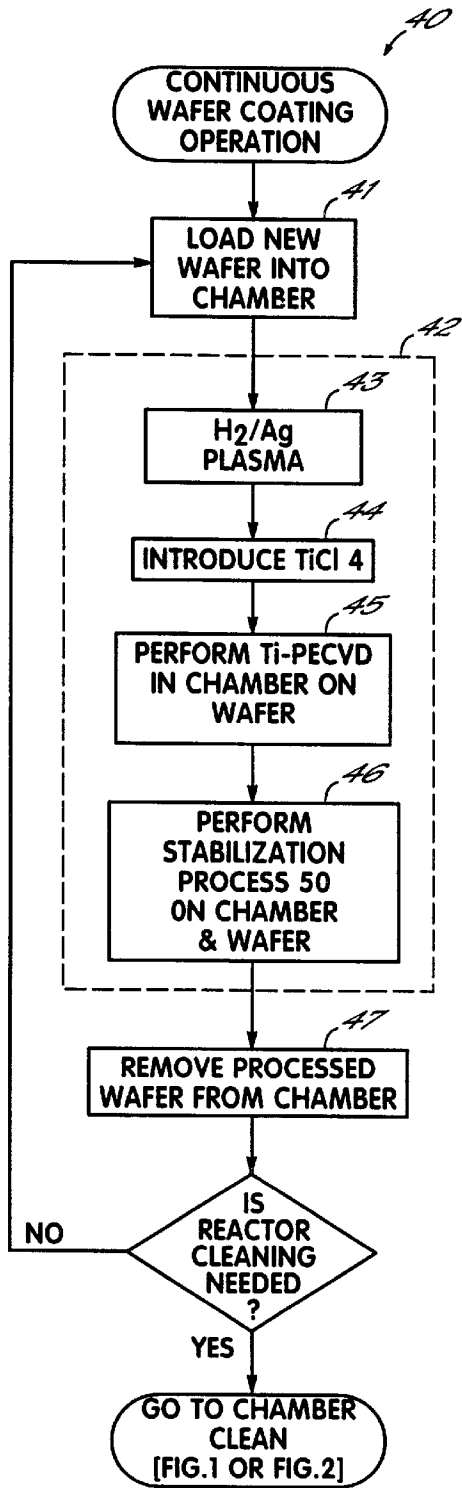 40
CONTINUOUS
WAFER COATING
OPERATION
41
LOAD NEW
WAFER INTO
CHAMBER
42
43
H2/Ag
PLASMA
44
INTRODUCE TiCl 4
45
PERFORM Ti-PECVD
IN CHAMBER ON
WAFER
46
PERFORM
STABILIZATION
PROCESS 50
0N CHAMBER
& WAFER
47
REMOVE PROCESSED
WAFER FROM CHAMBER
IS
REACTOR
CLEANING
NEEDED
?
NO
YES
GO TO CHAMBER
CLEAN
[FIG.1 OR FIG.2]